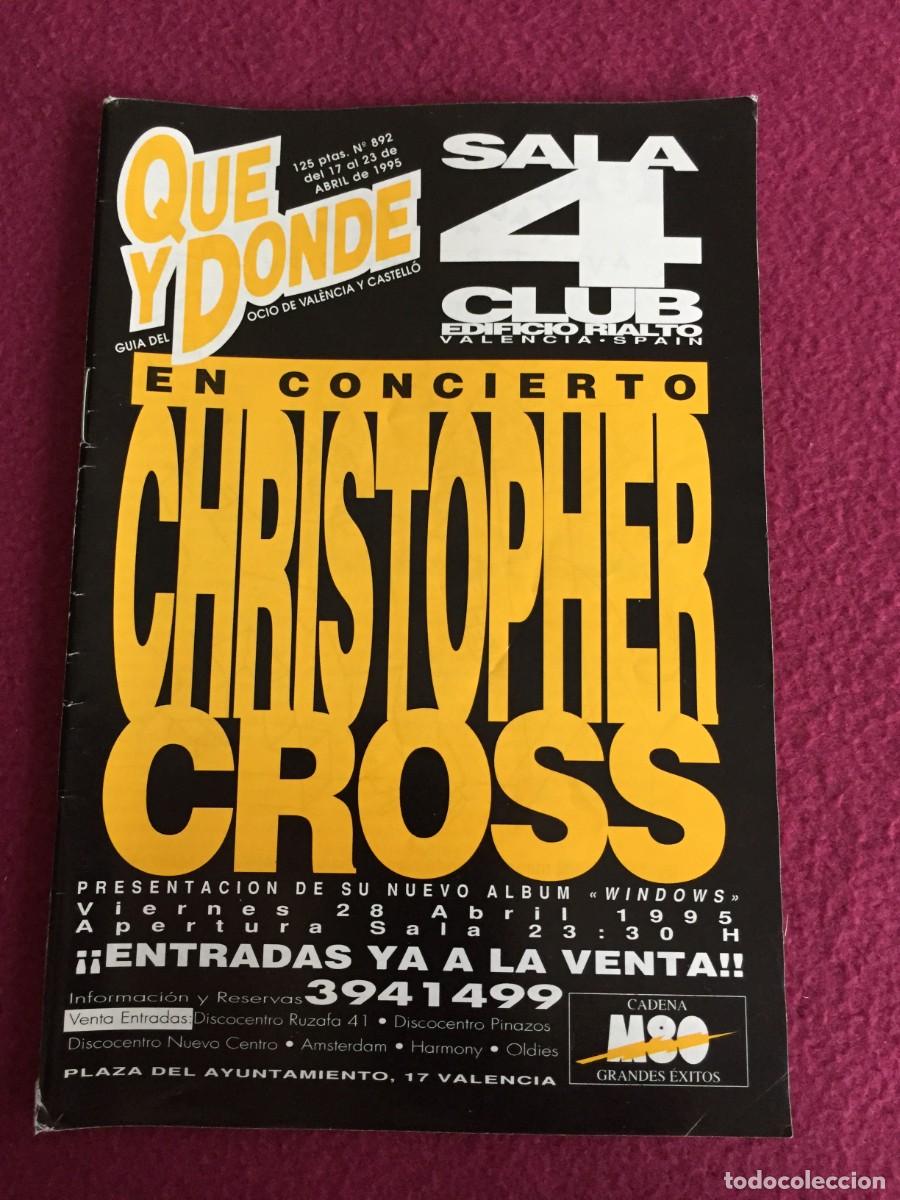 QUE Y DONDE
125 ptas. Nº 892
del 17 al 23 de
ABRIL de 1995
GUIA DEL OCIO DE VALÈNCIA Y CASTELLÓ
SALA
4
CLUB
EDIFICIO RIALTO
VALENCIA · SPAIN
EN CONCIERTO
CHRISTOPHER
CROSS
PRESENTACION DE SU NUEVO ALBUM «WINDOWS»
Viernes 28 Abril 1995
Apertura Sala 23:30 H
¡¡ENTRADAS YA A LA VENTA!!
Información y Reservas 3941499
Venta Entradas: Discocentro Ruzafa 41 • Discocentro Pinazos
Discocentro Nuevo Centro • Amsterdam • Harmony • Oldies
PLAZA DEL AYUNTAMIENTO, 17 VALENCIA
CADENA
M80
GRANDES ÉXITOS
todocoleccion